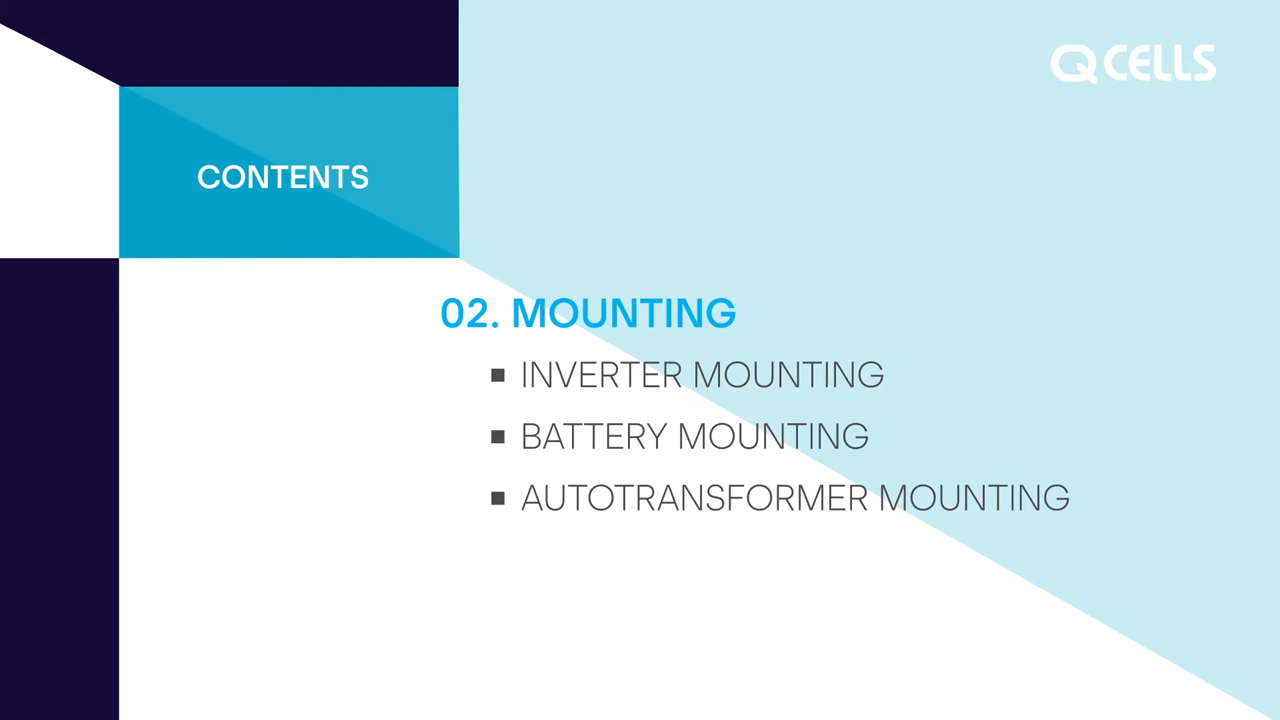 Q CELLS
CONTENTS
02. MOUNTING
■ INVERTER MOUNTING
■ BATTERY MOUNTING
■ AUTOTRANSFORMER MOUNTING